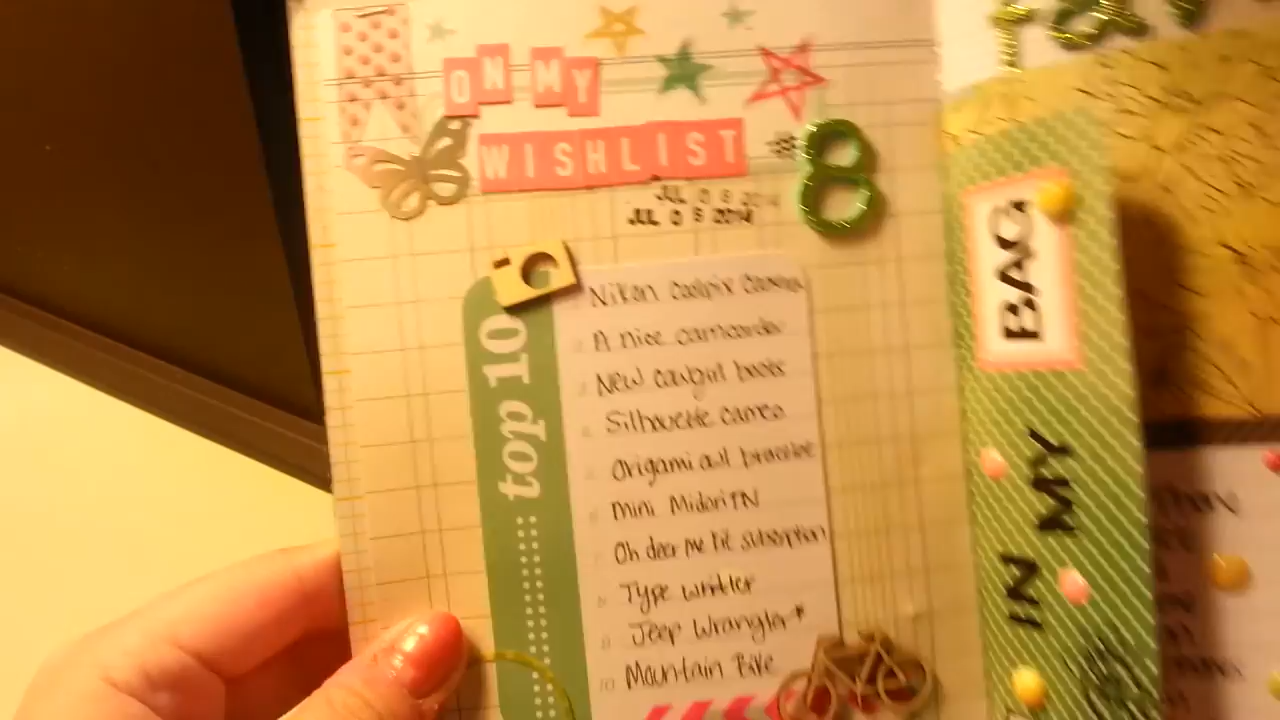 ON MY
WISHLIST #8
JUL 0 8 2014
JUL 0 8 2014
top 10
Nikon coolpix Camera
A nice camcorder
New cowgirl boots
Silhouette cameo
Origami owl bracelet
mini Midori TN
Oh deer me kit subscription
Type writer
Jeep Wrangler*
10 Mountain Bike
IN MY BAG